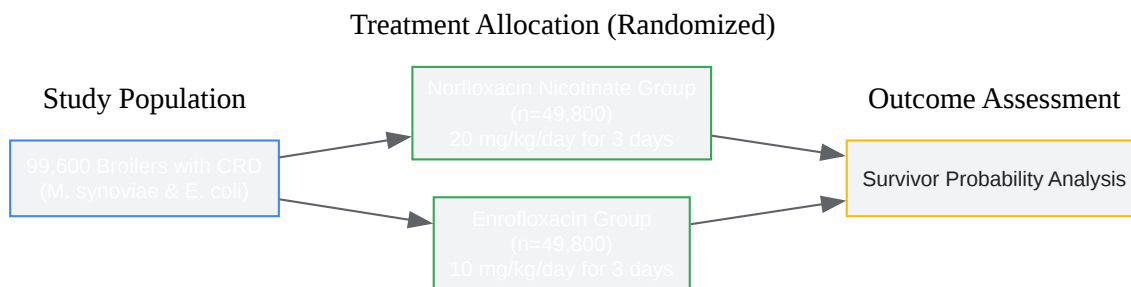 Treatment Allocation (Randomized)
Study Population
Outcome Assessment
99,600 Broilers with CRD
(M. synoviae & E. coli)
Norfloxacin Nicotinate Group
(n=49,800)
20 mg/kg/day for 3 days
Enrofloxacin Group
(n=49,800)
10 mg/kg/day for 3 days
Survivor Probability Analysis